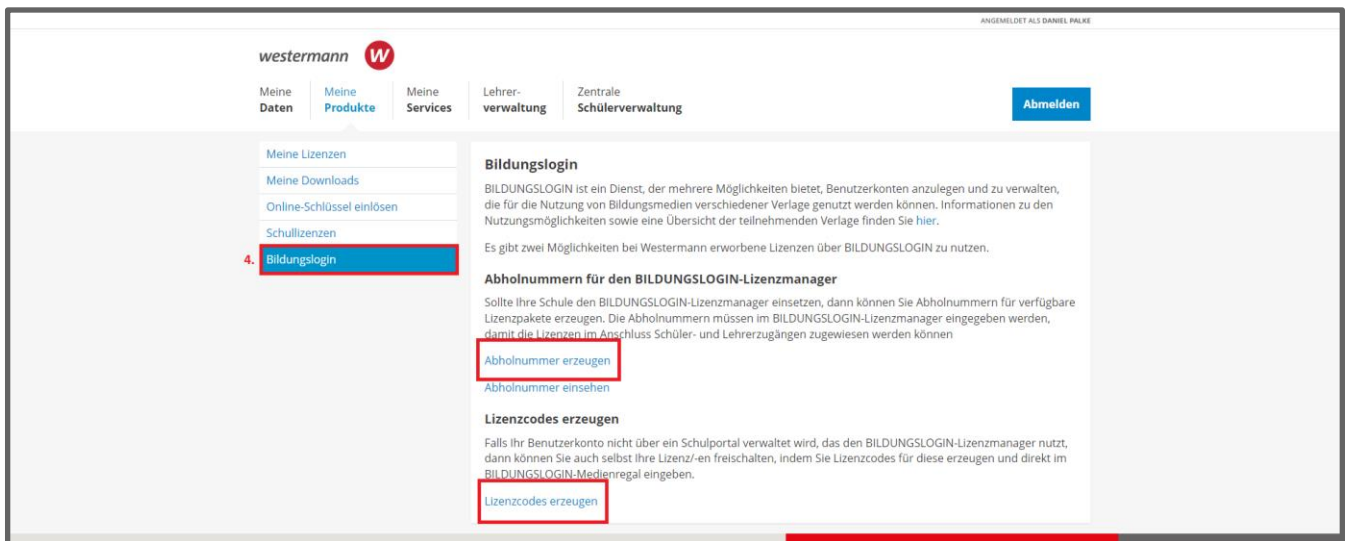 ANGEMELDET ALS DANIEL PALKE
westermann W
Meine Daten
Meine Produkte
Meine Services
Lehrer-verwaltung
Zentrale Schülerverwaltung
Abmelden
Meine Lizenzen
Meine Downloads
Online-Schlüssel einlösen
Schullizenzen
4. Bildungslogin
Bildungslogin
BILDUNGSLOGIN ist ein Dienst, der mehrere Möglichkeiten bietet, Benutzerkonten anzulegen und zu verwalten,
die für die Nutzung von Bildungsmedien verschiedener Verlage genutzt werden können. Informationen zu den
Nutzungsmöglichkeiten sowie eine Übersicht der teilnehmenden Verlage finden Sie hier.
Es gibt zwei Möglichkeiten bei Westermann erworbene Lizenzen über BILDUNGSLOGIN zu nutzen.
Abholnummern für den BILDUNGSLOGIN-Lizenzmanager
Sollte Ihre Schule den BILDUNGSLOGIN-Lizenzmanager einsetzen, dann können Sie Abholnummern für verfügbare
Lizenzpakete erzeugen. Die Abholnummern müssen im BILDUNGSLOGIN-Lizenzmanager eingegeben werden,
damit die Lizenzen im Anschluss Schüler- und Lehrerzugängen zugewiesen werden können
Abholnummer erzeugen
Abholnummer einsehen
Lizenzcodes erzeugen
Falls Ihr Benutzerkonto nicht über ein Schulportal verwaltet wird, das den BILDUNGSLOGIN-Lizenzmanager nutzt,
dann können Sie auch selbst Ihre Lizenz/-en freischalten, indem Sie Lizenzcodes für diese erzeugen und direkt im
BILDUNGSLOGIN-Medienregal eingeben.
Lizenzcodes erzeugen